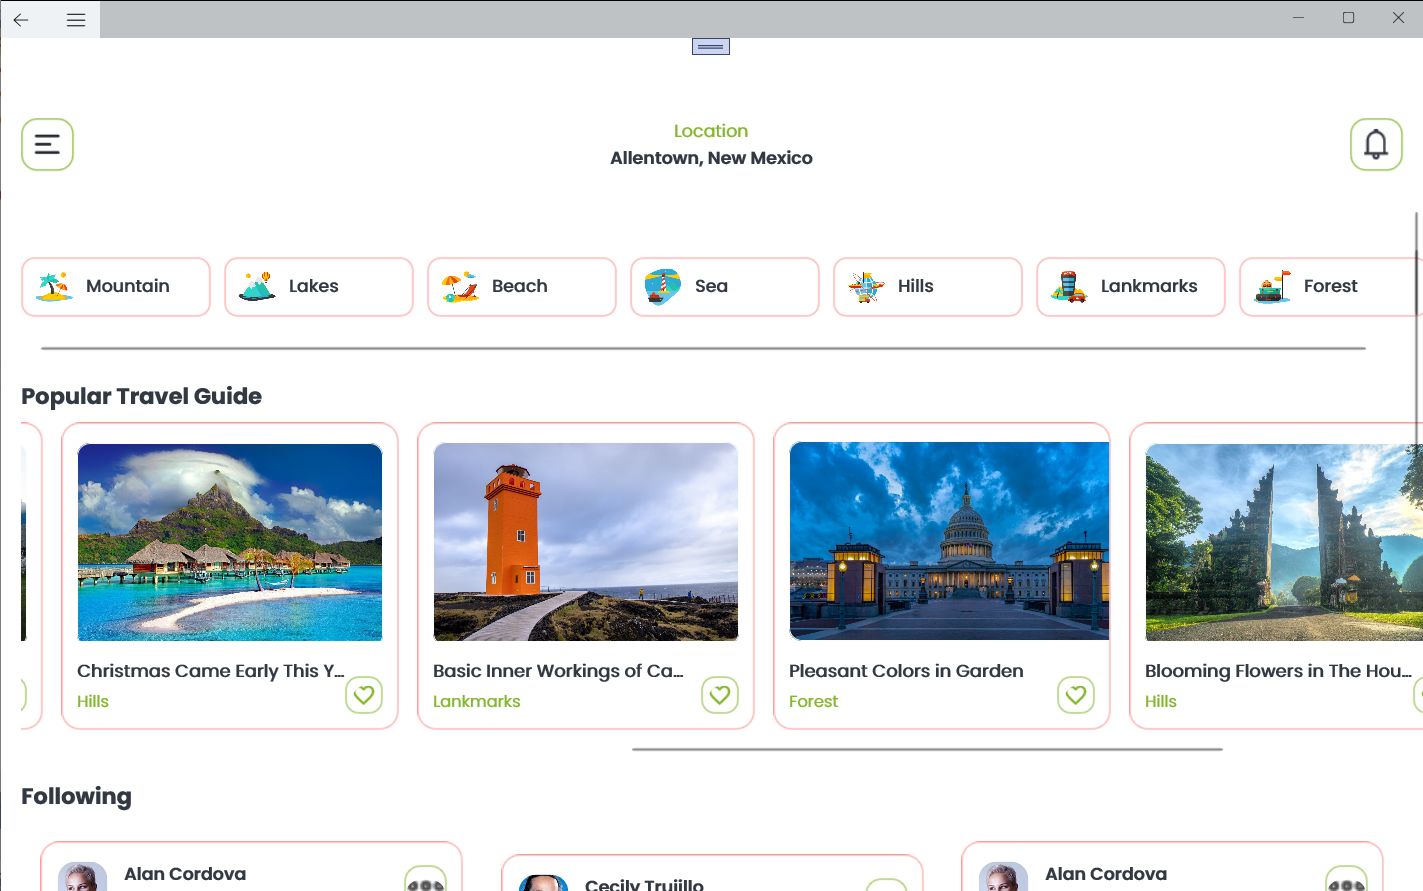 Location
Allentown, New Mexico
Mountain
Lakes
Beach
Sea
Hills
Lankmarks
Forest
Popular Travel Guide
Christmas Came Early This Y...
Hills
Basic Inner Workings of Ca...
Lankmarks
Pleasant Colors in Garden
Forest
Blooming Flowers in The Hou...
Hills
Following
Alan Cordova
Cecily Trujillo
Alan Cordova